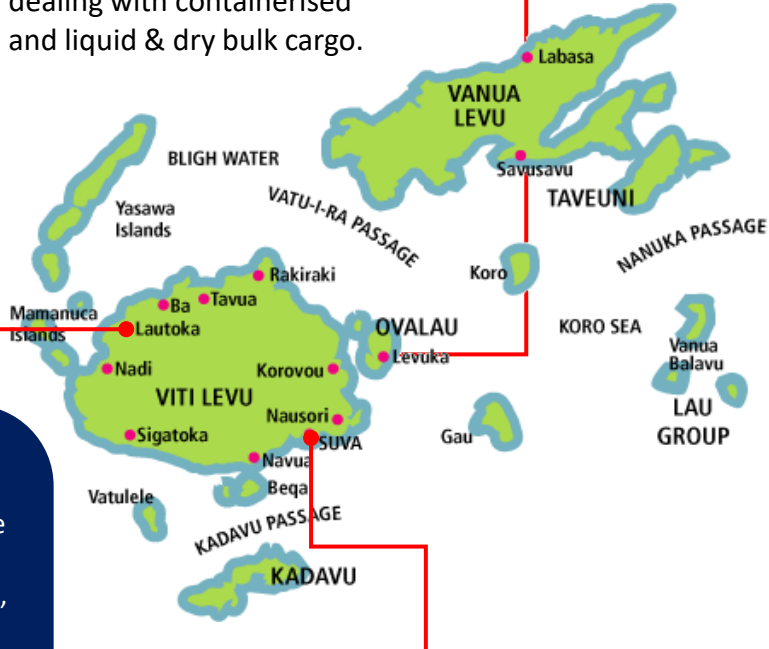 dealing with containerised
and liquid & dry bulk cargo.
Labasa
VANUA
LEVU
BLIGH WATER
Savusavu
TAVEUNI
Yasawa
Islands
VATU-I-RA PASSAGE
NANUKA PASSAGE
Koro
Rakiraki
Tavua
Ba
Mamanuca
Islands
Lautoka
OVALAU
KORO SEA
Levuka
Vanua
Balavu
Nadi
Korovou
VITI LEVU
LAU
GROUP
Nausori
Gau
Sigatoka
SUVA
Navua
Beqa
Vatulele
KADAVU PASSAGE
KADAVU
e
,